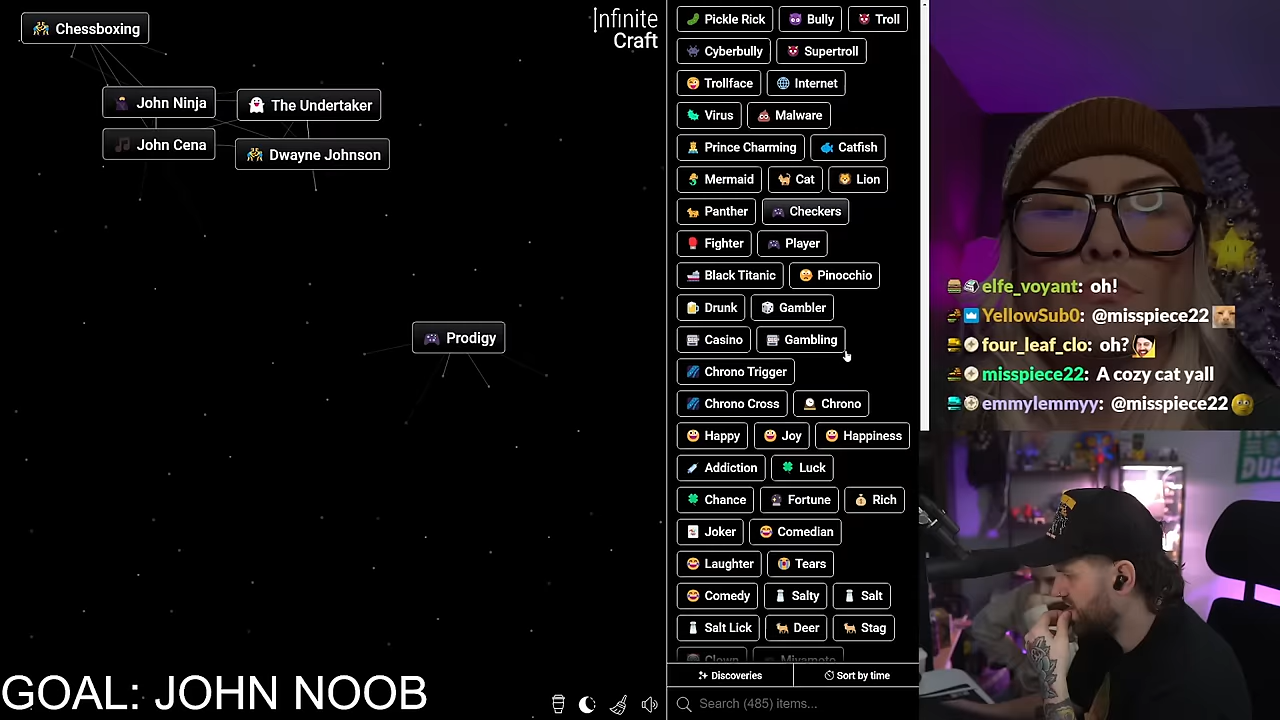 Chessboxing
Infinite
Craft
John Ninja
The Undertaker
John Cena
Dwayne Johnson
Prodigy
GOAL: JOHN NOOB
Pickle Rick
Bully
Troll
Cyberbully
Supertroll
Trollface
Internet
Virus
Malware
Prince Charming
Catfish
Mermaid
Cat
Lion
Panther
Checkers
Fighter
Player
Black Titanic
Pinocchio
Drunk
Gambler
Casino
Gambling
Chrono Trigger
Chrono Cross
Chrono
Happy
Joy
Happiness
Addiction
Luck
Chance
Fortune
Rich
Joker
Comedian
Laughter
Tears
Comedy
Salty
Salt
Salt Lick
Deer
Stag
Clown
Miyamoto
Discoveries
Sort by time
Search (485) items...
elfe_voyant: oh!
YellowSub0: @misspiece22
four_leaf_clo: oh?
misspiece22: A cozy cat yall
emmylemmyy: @misspiece22